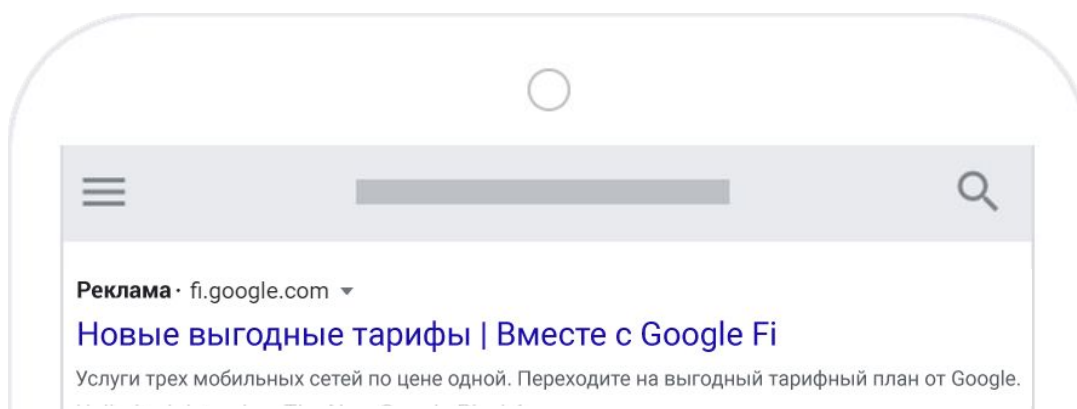 Реклама · fi.google.com
Новые выгодные тарифы | Вместе с Google Fi
Услуги трех мобильных сетей по цене одной. Переходите на выгодный тарифный план от Google.